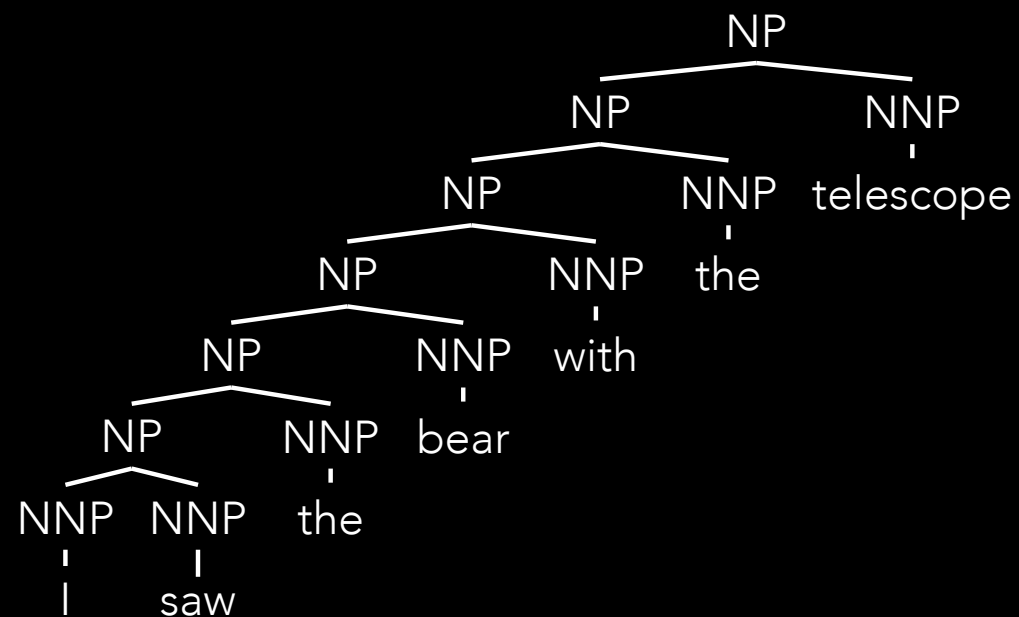 NP
NP NNP
NP NNP telescope
NP NNP the
NP NNP with
NP NNP bear
NNP NNP the
I saw